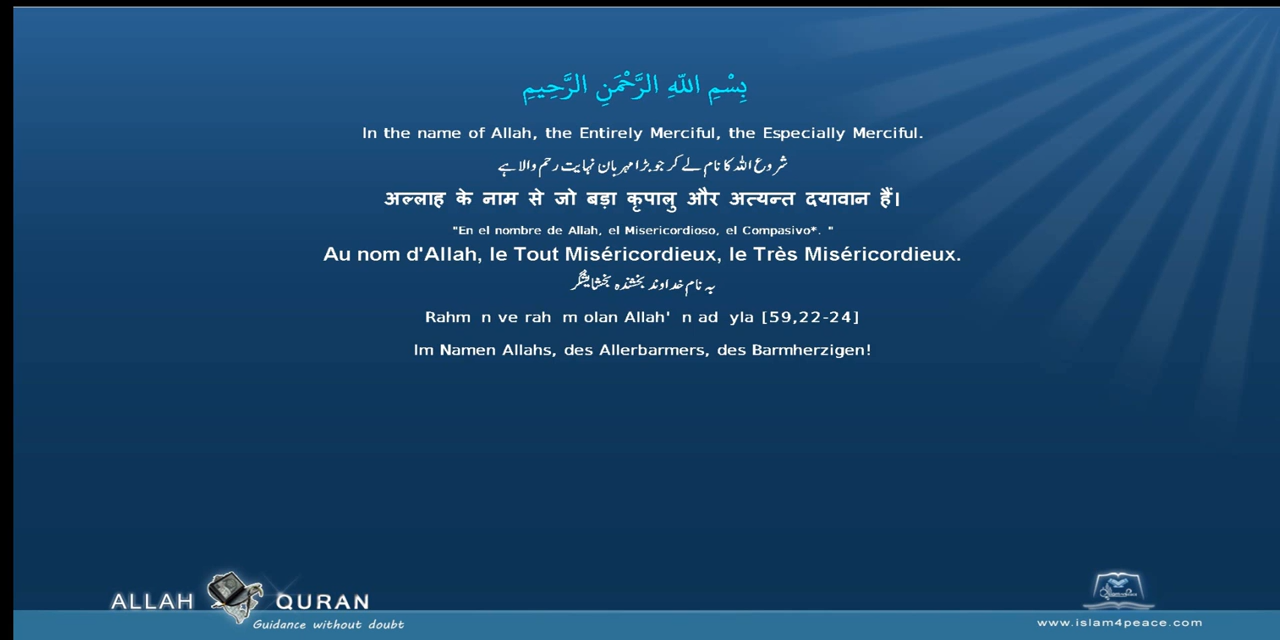 بِسْمِ اللَّهِ الرَّحْمَنِ الرَّحِيمِ
In the name of Allah, the Entirely Merciful, the Especially Merciful.
شروع اللہ کا نام لے کر جو بڑا مہربان نہایت رحم والا ہے
अल्लाह के नाम से जो बड़ा कृपालु और अत्यन्त दयावान हैं।
"En el nombre de Allah, el Misericordioso, el Compasivo*. "
Au nom d'Allah, le Tout Miséricordieux, le Très Miséricordieux.
به نام خداوند بخشنده بخشایشگر
Rahm n ve rah m olan Allah' n ad yla [59,22-24]
Im Namen Allahs, des Allerbarmers, des Barmherzigen!
ALLAH QURAN
Guidance without doubt
www.islam4peace.com